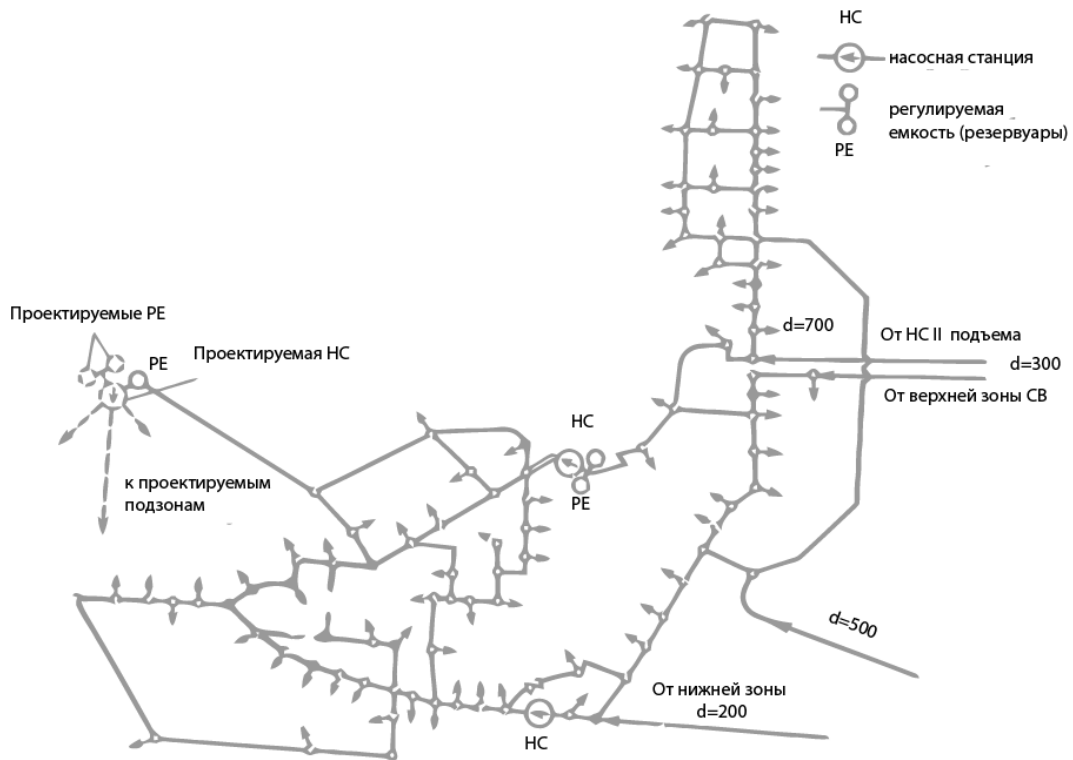 НС
насосная станция
регулируемая
емкость (резервуары)
РЕ
Проектируемые РЕ
РЕ
Проектируемая НС
d=700
От НС II подъема
d=300
От верхней зоны СВ
НС
к проектируемым
подзонам
РЕ
d=500
От нижней зоны
d=200
НС